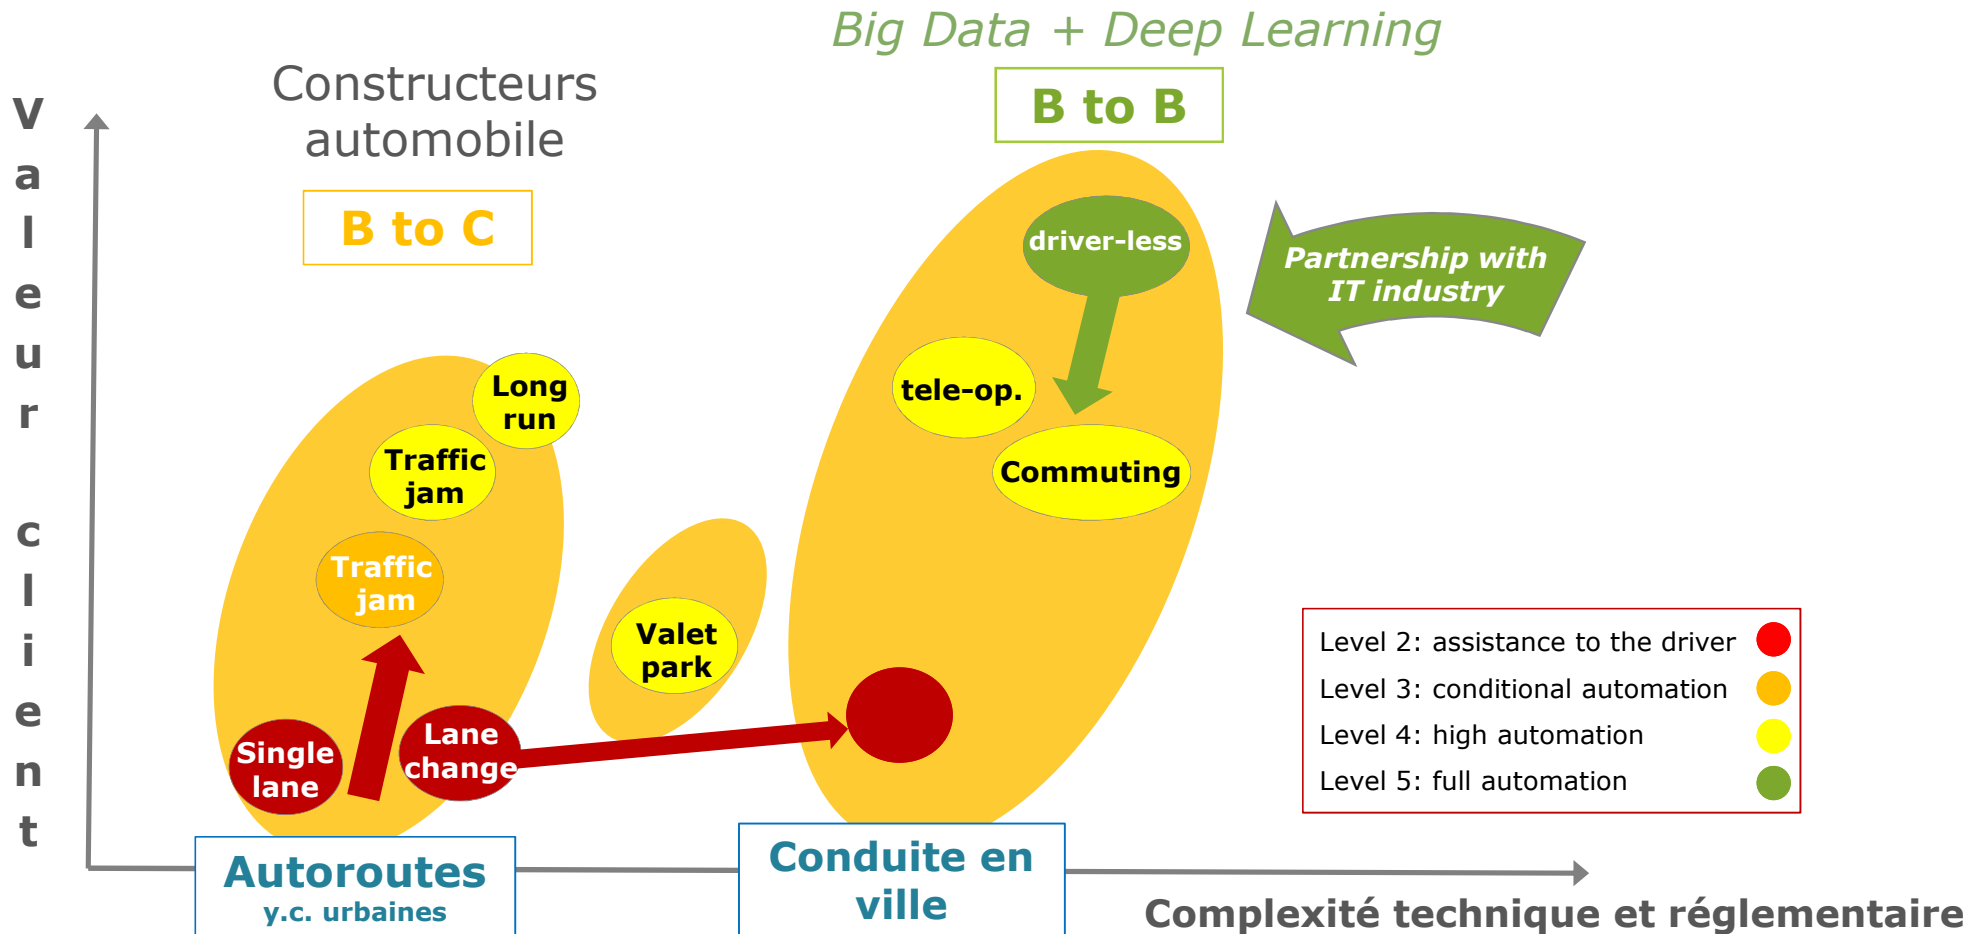 Big Data + Deep Learning
Constructeurs
automobile
B to B
B to C
Valeur client
driver-less
Partnership with
IT industry
Long
run
tele-op.
Traffic
jam
Commuting
Traffic
jam
Valet
park
Single
lane
Lane
change
Level 2: assistance to the driver
Level 3: conditional automation
Level 4: high automation
Level 5: full automation
Autoroutes
y.c. urbaines
Conduite en
ville
Complexité technique et réglementaire